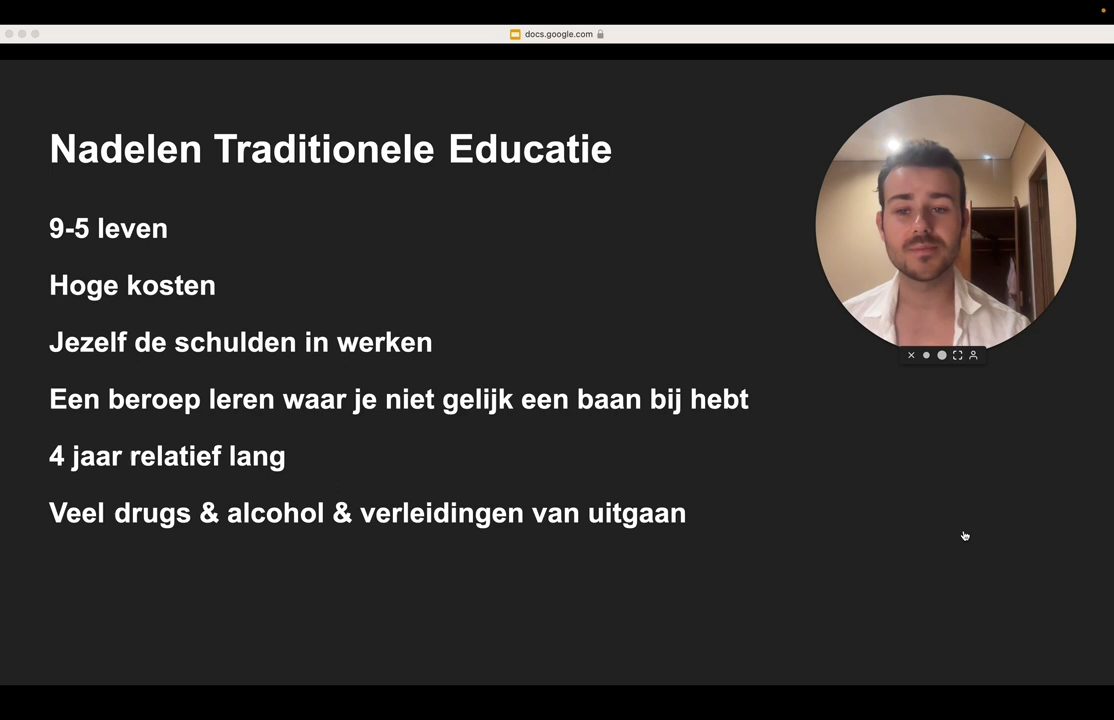 docs.google.com
Nadelen Traditionele Educatie
9-5 leven
Hoge kosten
Jezelf de schulden in werken
Een beroep leren waar je niet gelijk een baan bij hebt
4 jaar relatief lang
Veel drugs & alcohol & verleidingen van uitgaan